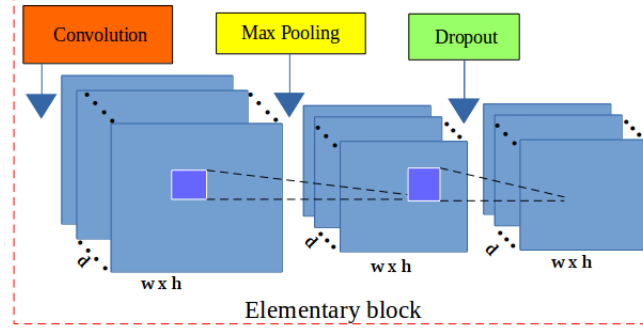 Convolution
Max Pooling
Dropout
d
w x h
d
w x h
d
w x h
Elementary block